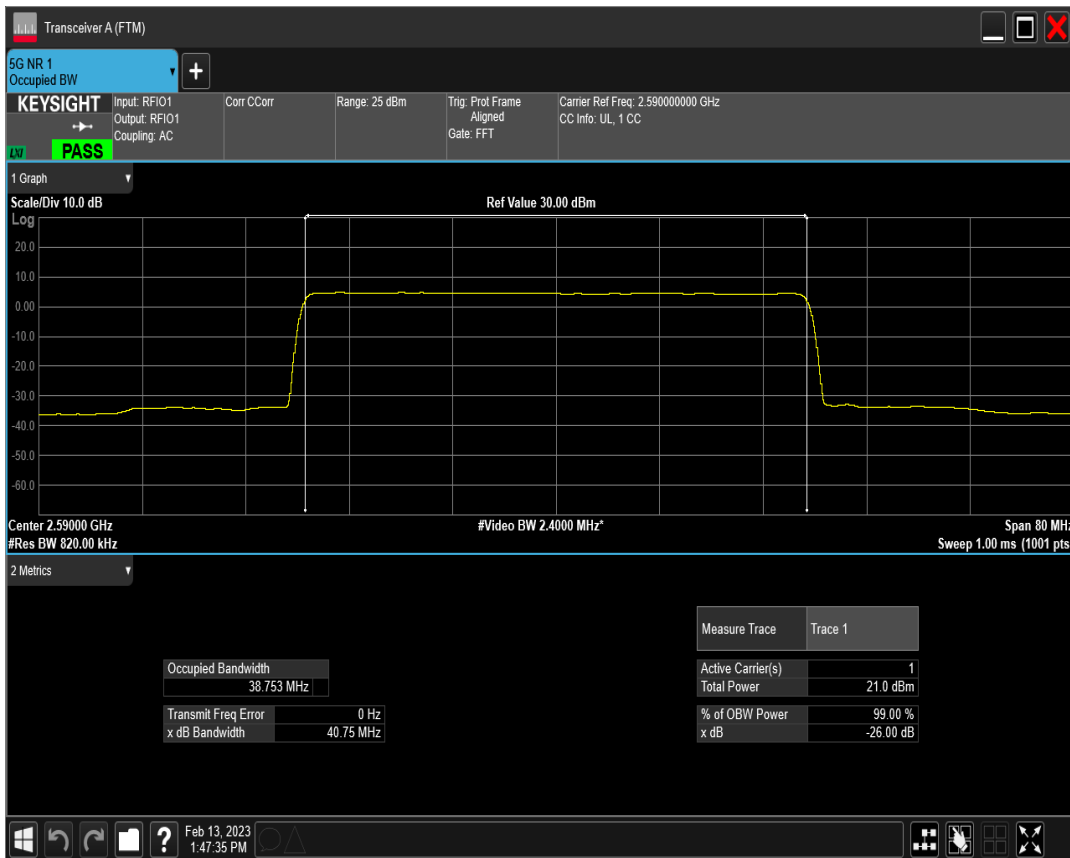 Transceiver A (FTM)
5G NR 1
Occupied BW
+
KEYSIGHT
LXI
PASS
Input: RFIO1
Output: RFIO1
Coupling: AC
Corr CCorr
Range: 25 dBm
Trig: Prot Frame
Aligned
Gate: FFT
Carrier Ref Freq: 2.590000000 GHz
CC Info: UL, 1 CC
1 Graph
Scale/Div 10.0 dB
Ref Value 30.00 dBm
Log
20.0
10.0
0.00
-10.0
-20.0
-30.0
-40.0
-50.0
-60.0
Center 2.59000 GHz
#Video BW 2.4000 MHz*
Span 80 MHz
#Res BW 820.00 kHz
Sweep 1.00 ms (1001 pts
2 Metrics
Measure Trace
Trace 1
Occupied Bandwidth
38.753 MHz
Active Carrier(s)
1
Total Power
21.0 dBm
Transmit Freq Error
0 Hz
x dB Bandwidth
40.75 MHz
% of OBW Power
99.00 %
x dB
-26.00 dB
?
Feb 13, 2023
1:47:35 PM